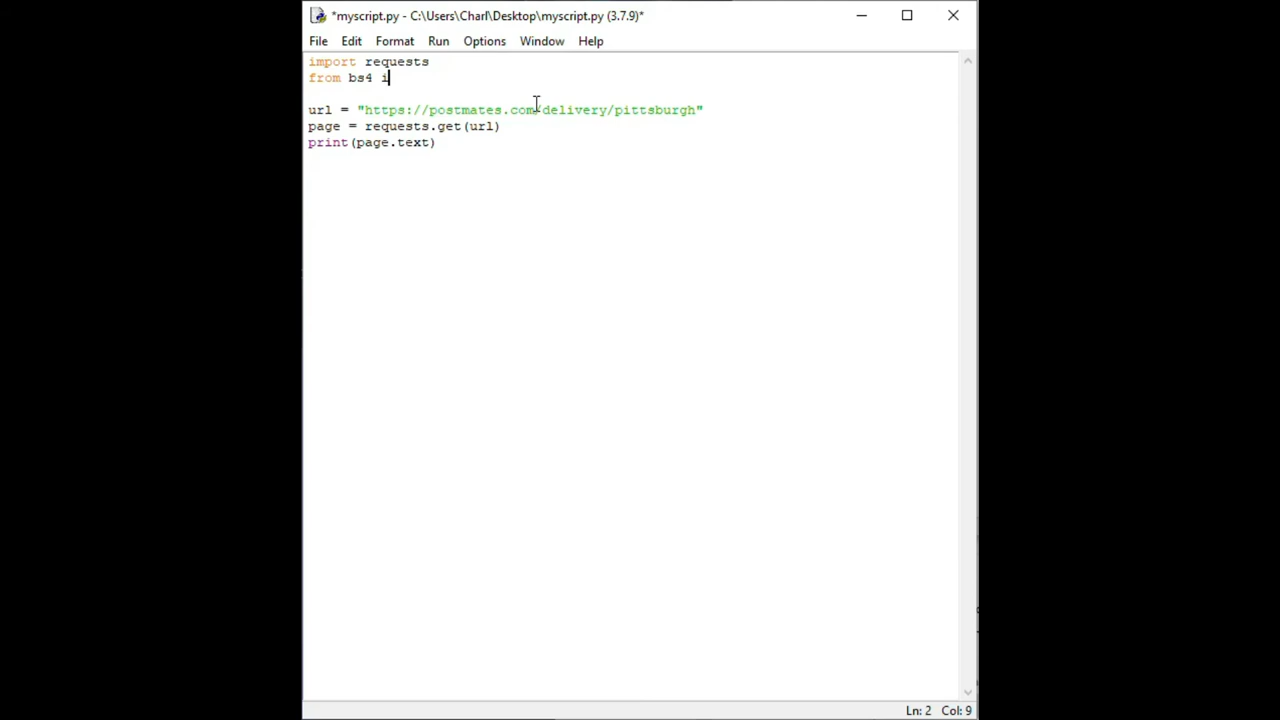 *myscript.py - C:\Users\Charl\Desktop\myscript.py (3.7.9)*
File Edit Format Run Options Window Help
import requests
from bs4 i
url = "https://postmates.com/delivery/pittsburgh"
page = requests.get(url)
print(page.text)
Ln: 2 Col: 9